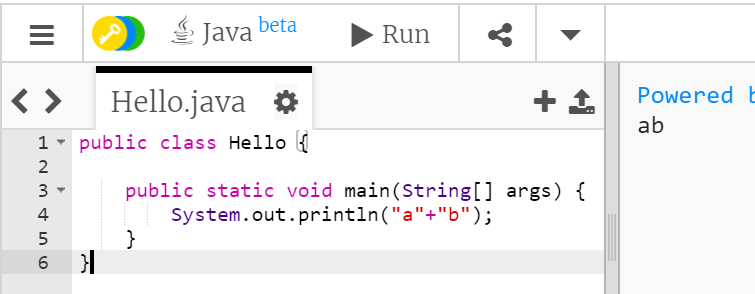 Java beta Run
Hello.java
Powered
ab
1 public class Hello {
2
3 public static void main(String[] args) {
4 System.out.println("a"+"b");
5 }
6 }